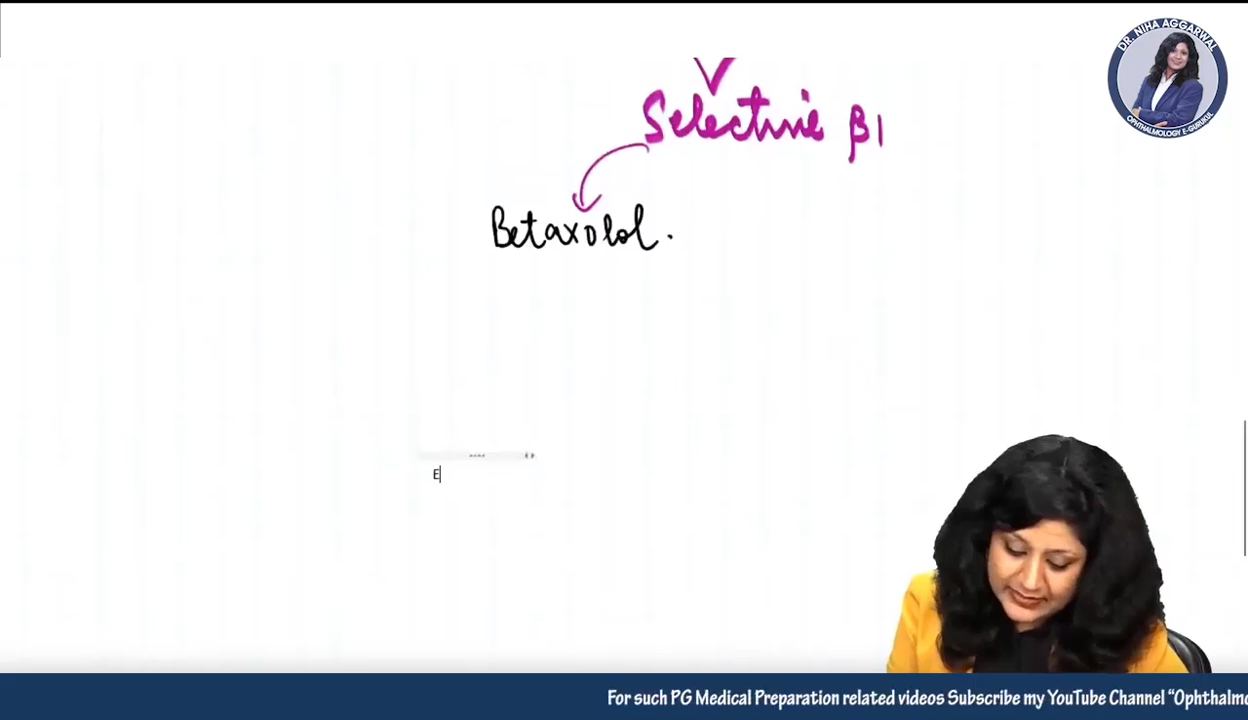 DR. NIHA AGGARWAL
OPHTHALMOLOGY E-GURUKUL
Selective β1
Betaxolol.
E
For such PG Medical Preparation related videos Subscribe my YouTube Channel “Ophthalmo